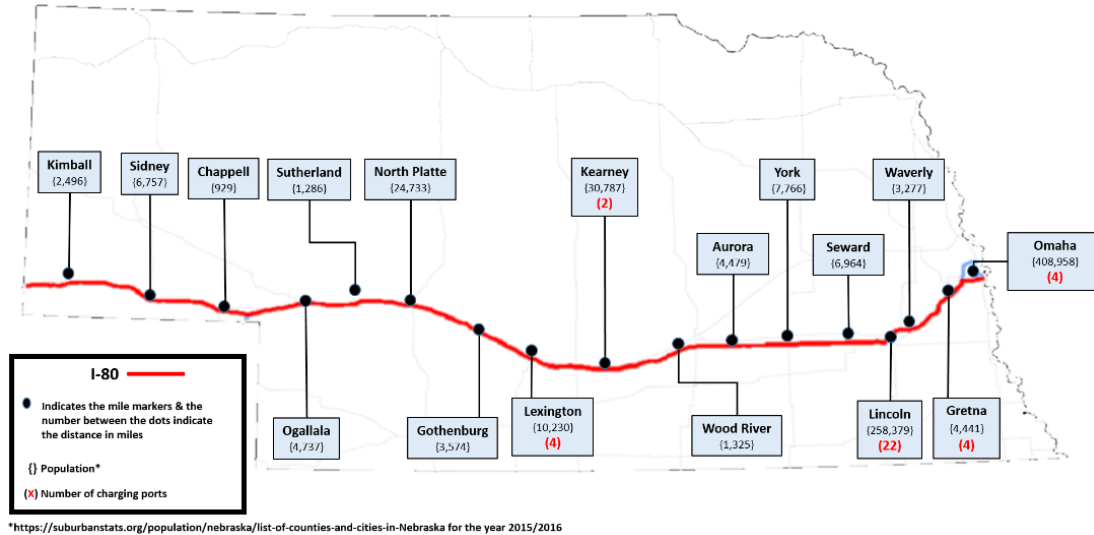 Kimball
{2,496}
Sidney
{6,757}
Chappell
{929}
Sutherland
{1,286}
North Platte
{24,733}
Kearney
{30,787}
(2)
York
{7,766}
Waverly
{3,277}
Aurora
{4,479}
Seward
{6,964}
Omaha
{408,958}
(4)
Ogallala
{4,737}
Gothenburg
{3,574}
Lexington
{10,230}
(4)
Wood River
{1,325}
Lincoln
{258,379}
(22)
Gretna
{4,441}
(4)
I-80
Indicates the mile markers & the
number between the dots indicate
the distance in miles
{} Population*
(X) Number of charging ports
*https://suburbanstats.org/population/nebraska/list-of-counties-and-cities-in-Nebraska for the year 2015/2016